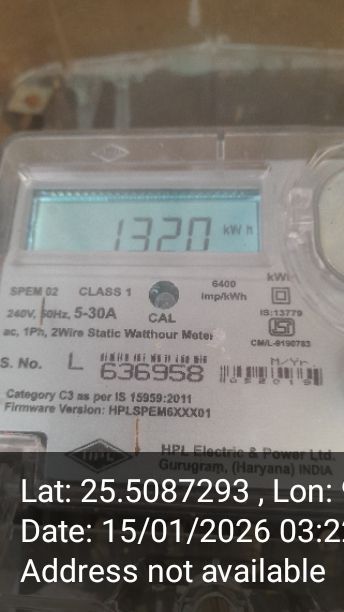 1320 kWh
SPEM 02 CLASS 1 6400 imp/kWh kWh
240V, 50Hz, 5-30A CAL IS:13779
ac, 1Ph, 2Wire Static Watthour Meter CM/L-9190783
S. No. L 636958 M/Yr.
052019
Category C3 as per IS 15959:2011
Firmware Version: HPLSPEM6XXX01
HPL HPL Electric & Power Ltd.
Gurugram, (Haryana) INDIA
Lat: 25.5087293 , Lon:
Date: 15/01/2026 03:22
Address not available